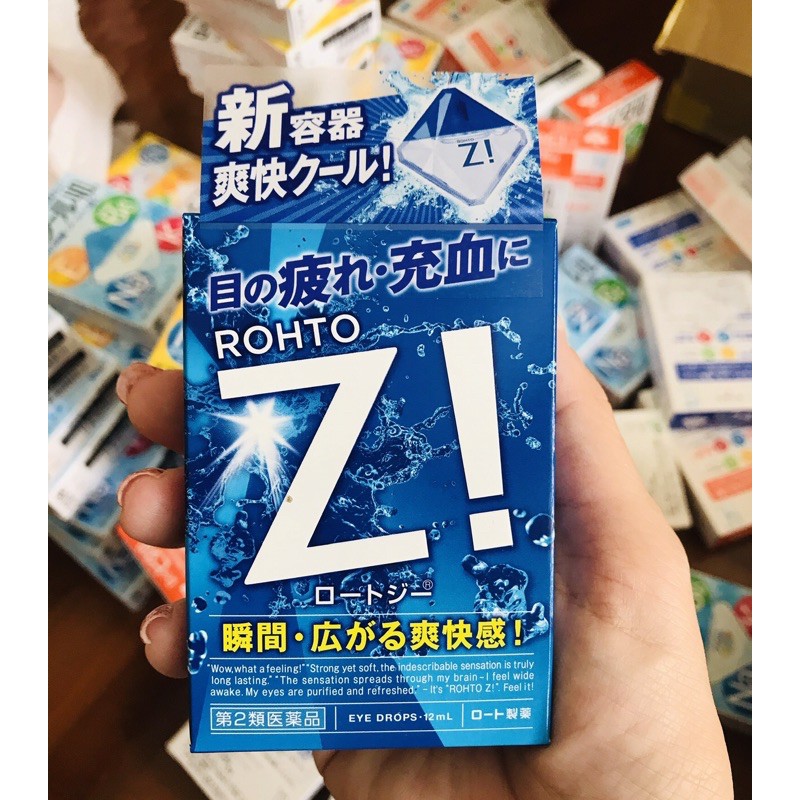 新容器
爽快クール!
Z!
目の疲れ・充血に
ROHTO
Z!
ロートジー®
瞬間・広がる爽快感!
"Wow, what a feeling!" "Strong yet soft, the indescribable sensation is truly
long lasting." "The sensation spreads through my brain - I feel wide
awake. My eyes are purified and refreshed." - It's "ROHTO Z!". Feel it!
第2類医薬品
EYE DROPS・12mL
ロート製薬